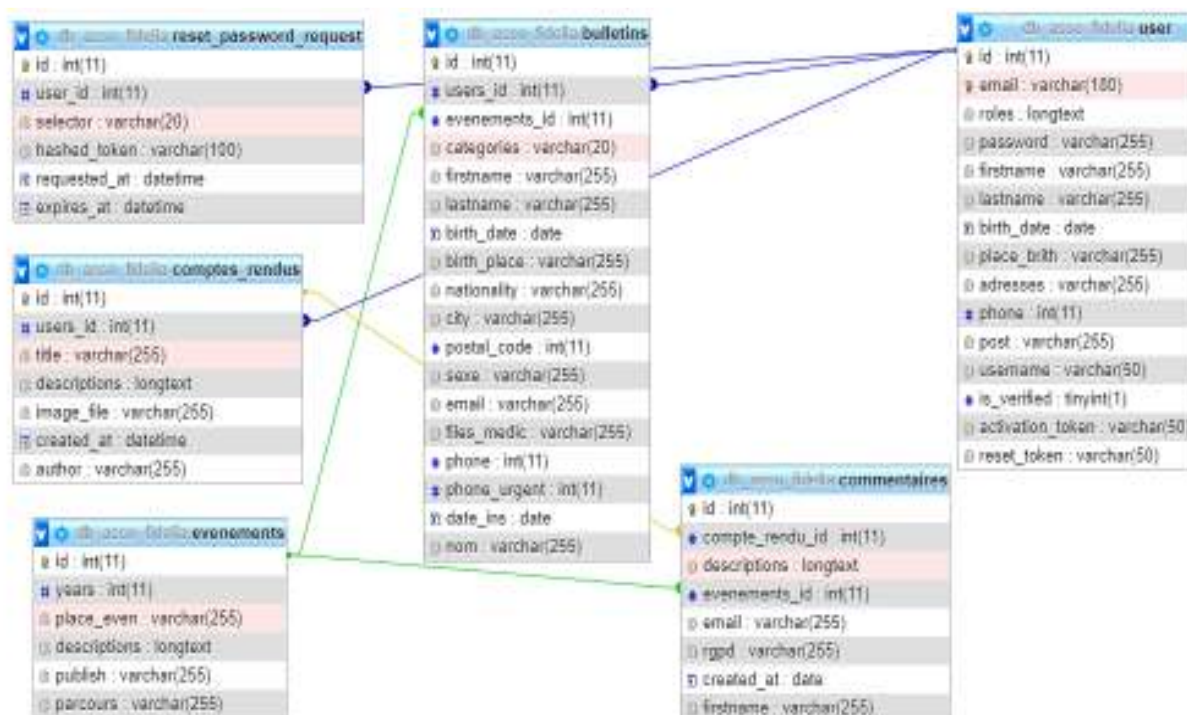 db_asso_fidelia reset_password_request
id : int(11)
user_id : int(11)
selector : varchar(20)
hashed_token : varchar(100)
requested_at : datetime
expires_at : datetime
db_asso_fidelia comptes_rendus
id : int(11)
users_id : int(11)
title : varchar(255)
descriptions : longtext
image_file : varchar(255)
created_at : datetime
author : varchar(255)
db_asso_fidelia evenements
id : int(11)
years : int(11)
place_even : varchar(255)
descriptions : longtext
publish : varchar(255)
parcours : varchar(255)
db_asso_fidelia bulletins
id : int(11)
users_id : int(11)
evenements_id : int(11)
categories : varchar(20)
firstname : varchar(255)
lastname : varchar(255)
birth_date : date
birth_place : varchar(255)
nationality : varchar(255)
city : varchar(255)
postal_code : int(11)
sexe : varchar(255)
email : varchar(255)
files_medic : varchar(255)
phone : int(11)
phone_urgent : int(11)
date_ins : date
nom : varchar(255)
db_asso_fidelia commentaires
id : int(11)
compte_rendu_id : int(11)
descriptions : longtext
evenements_id : int(11)
email : varchar(255)
rgpd : varchar(255)
created_at : date
firstname : varchar(255)
db_asso_fidelia user
id : int(11)
email : varchar(180)
roles : longtext
password : varchar(255)
firstname : varchar(255)
lastname : varchar(255)
birth_date : date
place_brith : varchar(255)
adresses : varchar(255)
phone : int(11)
post : varchar(255)
username : varchar(50)
is_verified : tinyint(1)
activation_token : varchar(50)
reset_token : varchar(50)